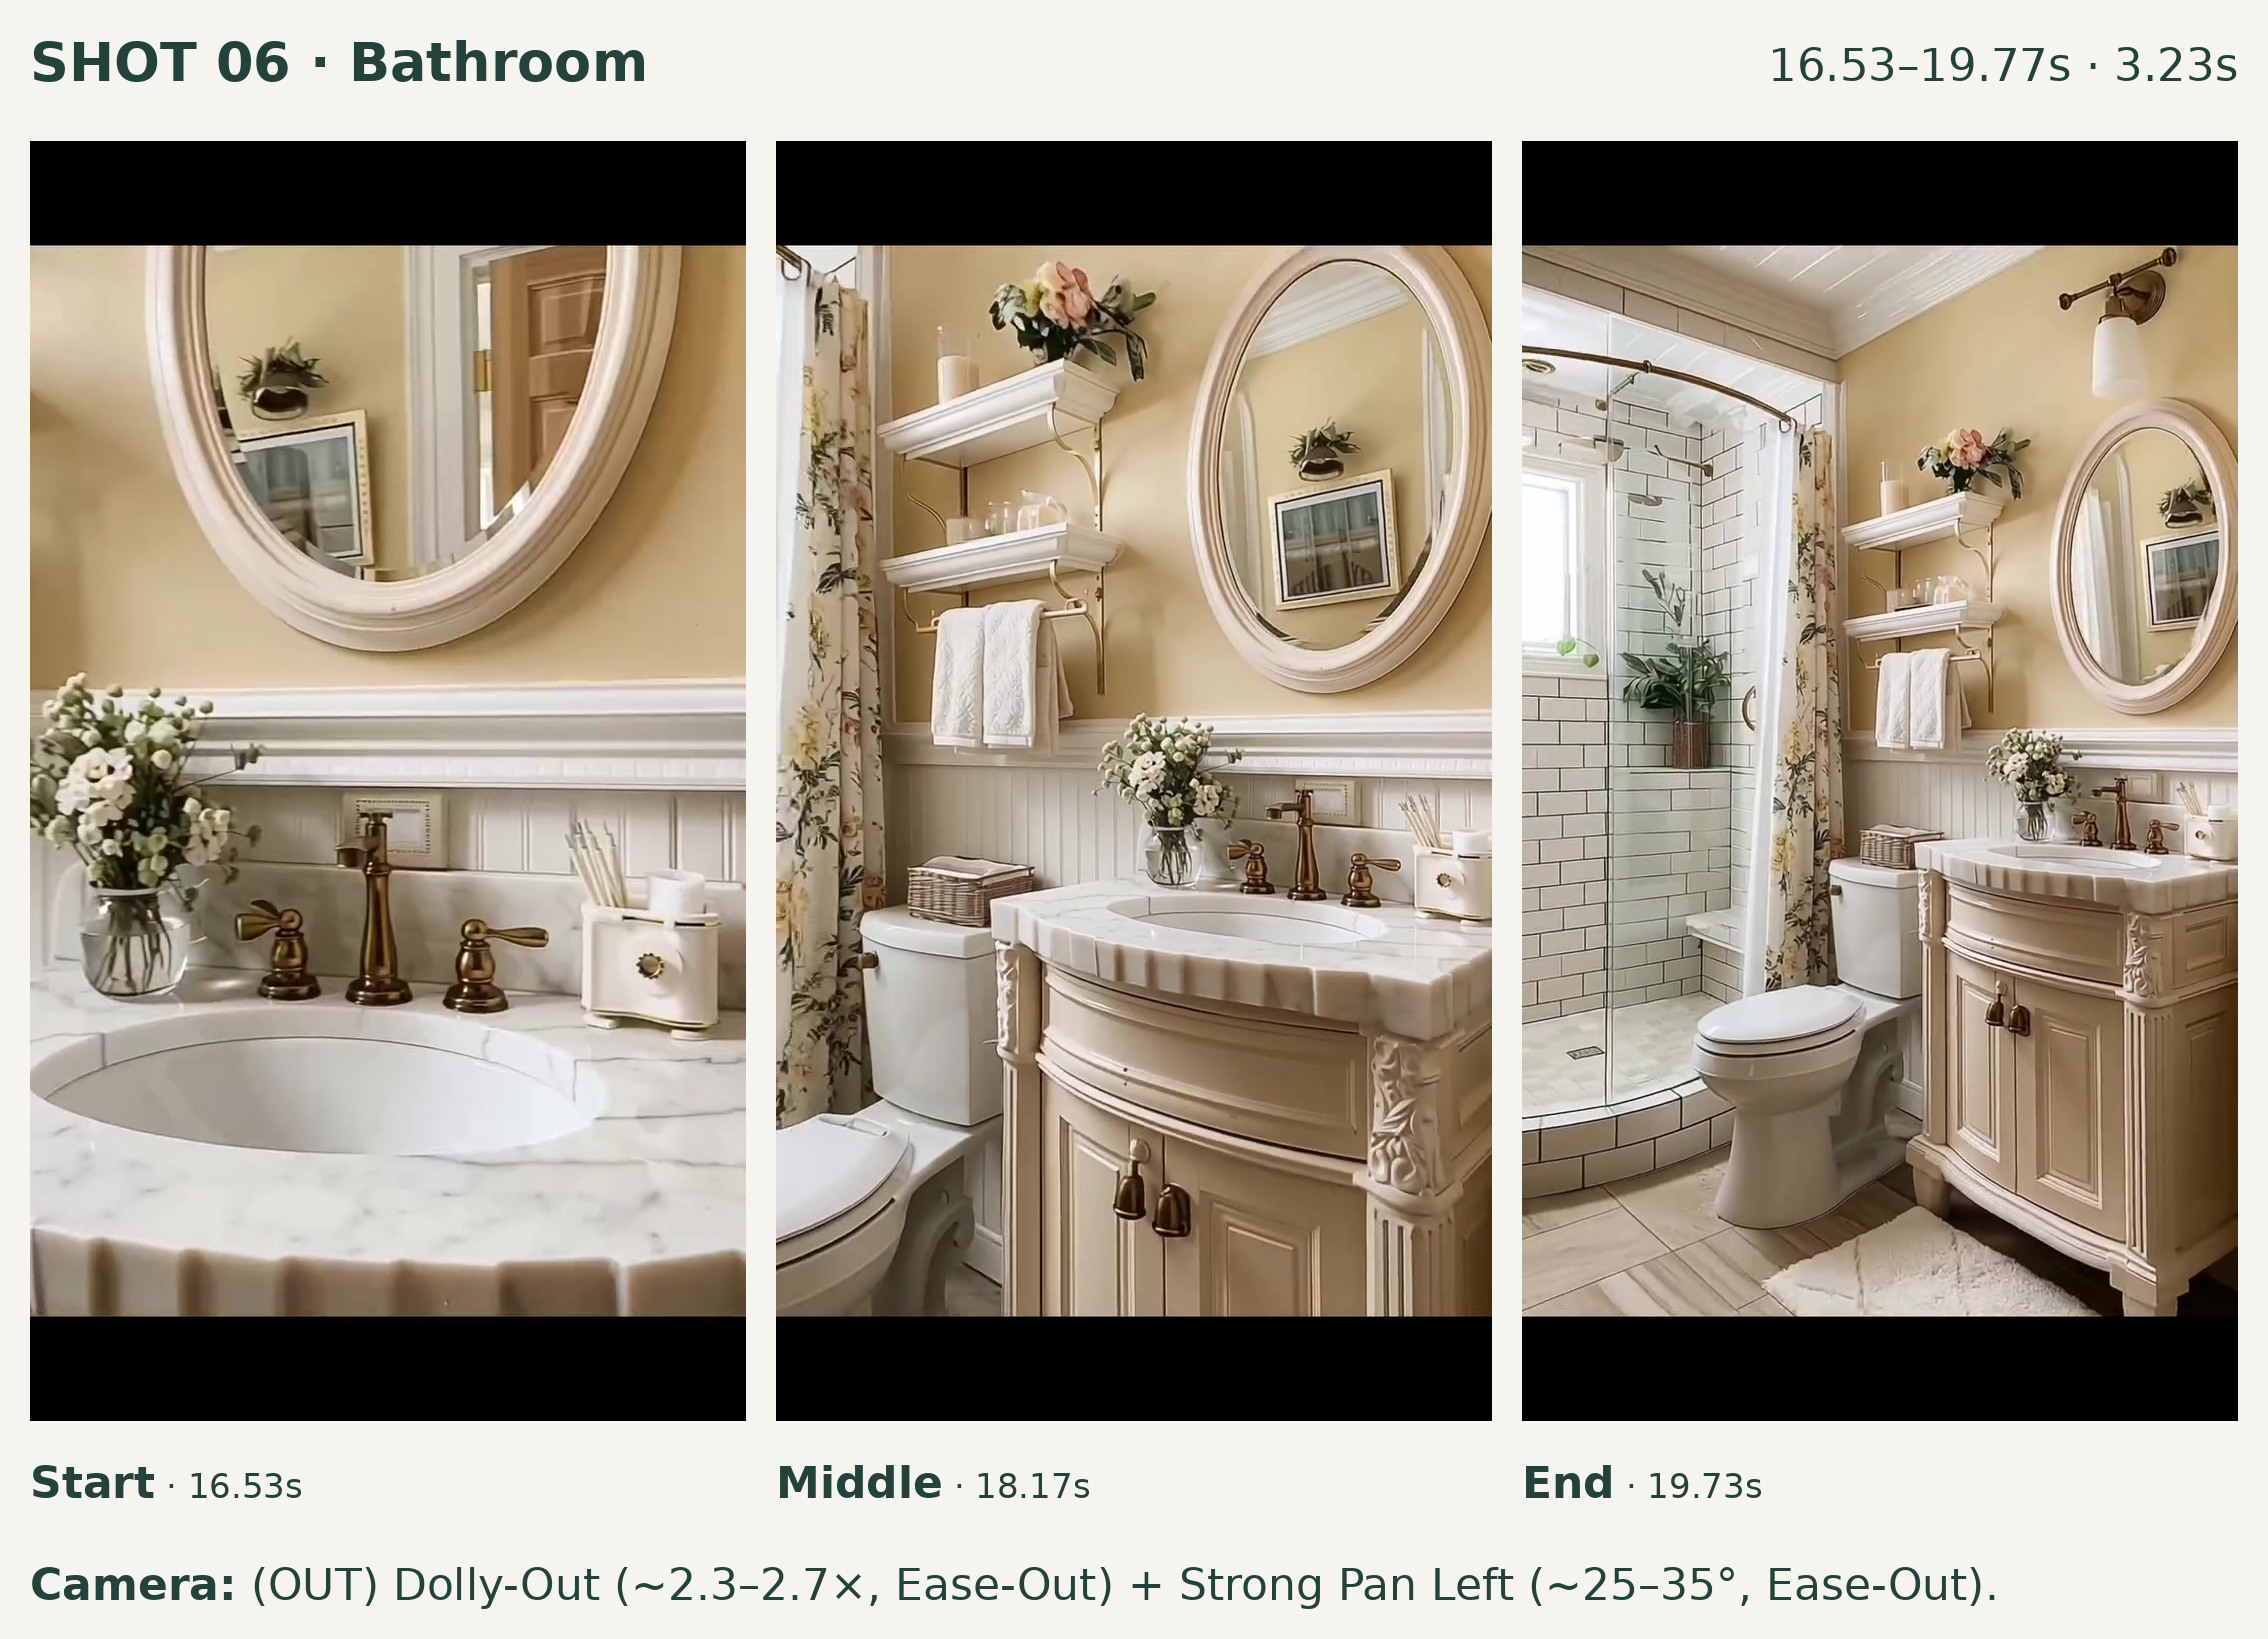 SHOT 06 · Bathroom
16.53–19.77s · 3.23s
Start · 16.53s
Middle · 18.17s
End · 19.73s
Camera: (OUT) Dolly-Out (~2.3–2.7×, Ease-Out) + Strong Pan Left (~25–35°, Ease-Out).